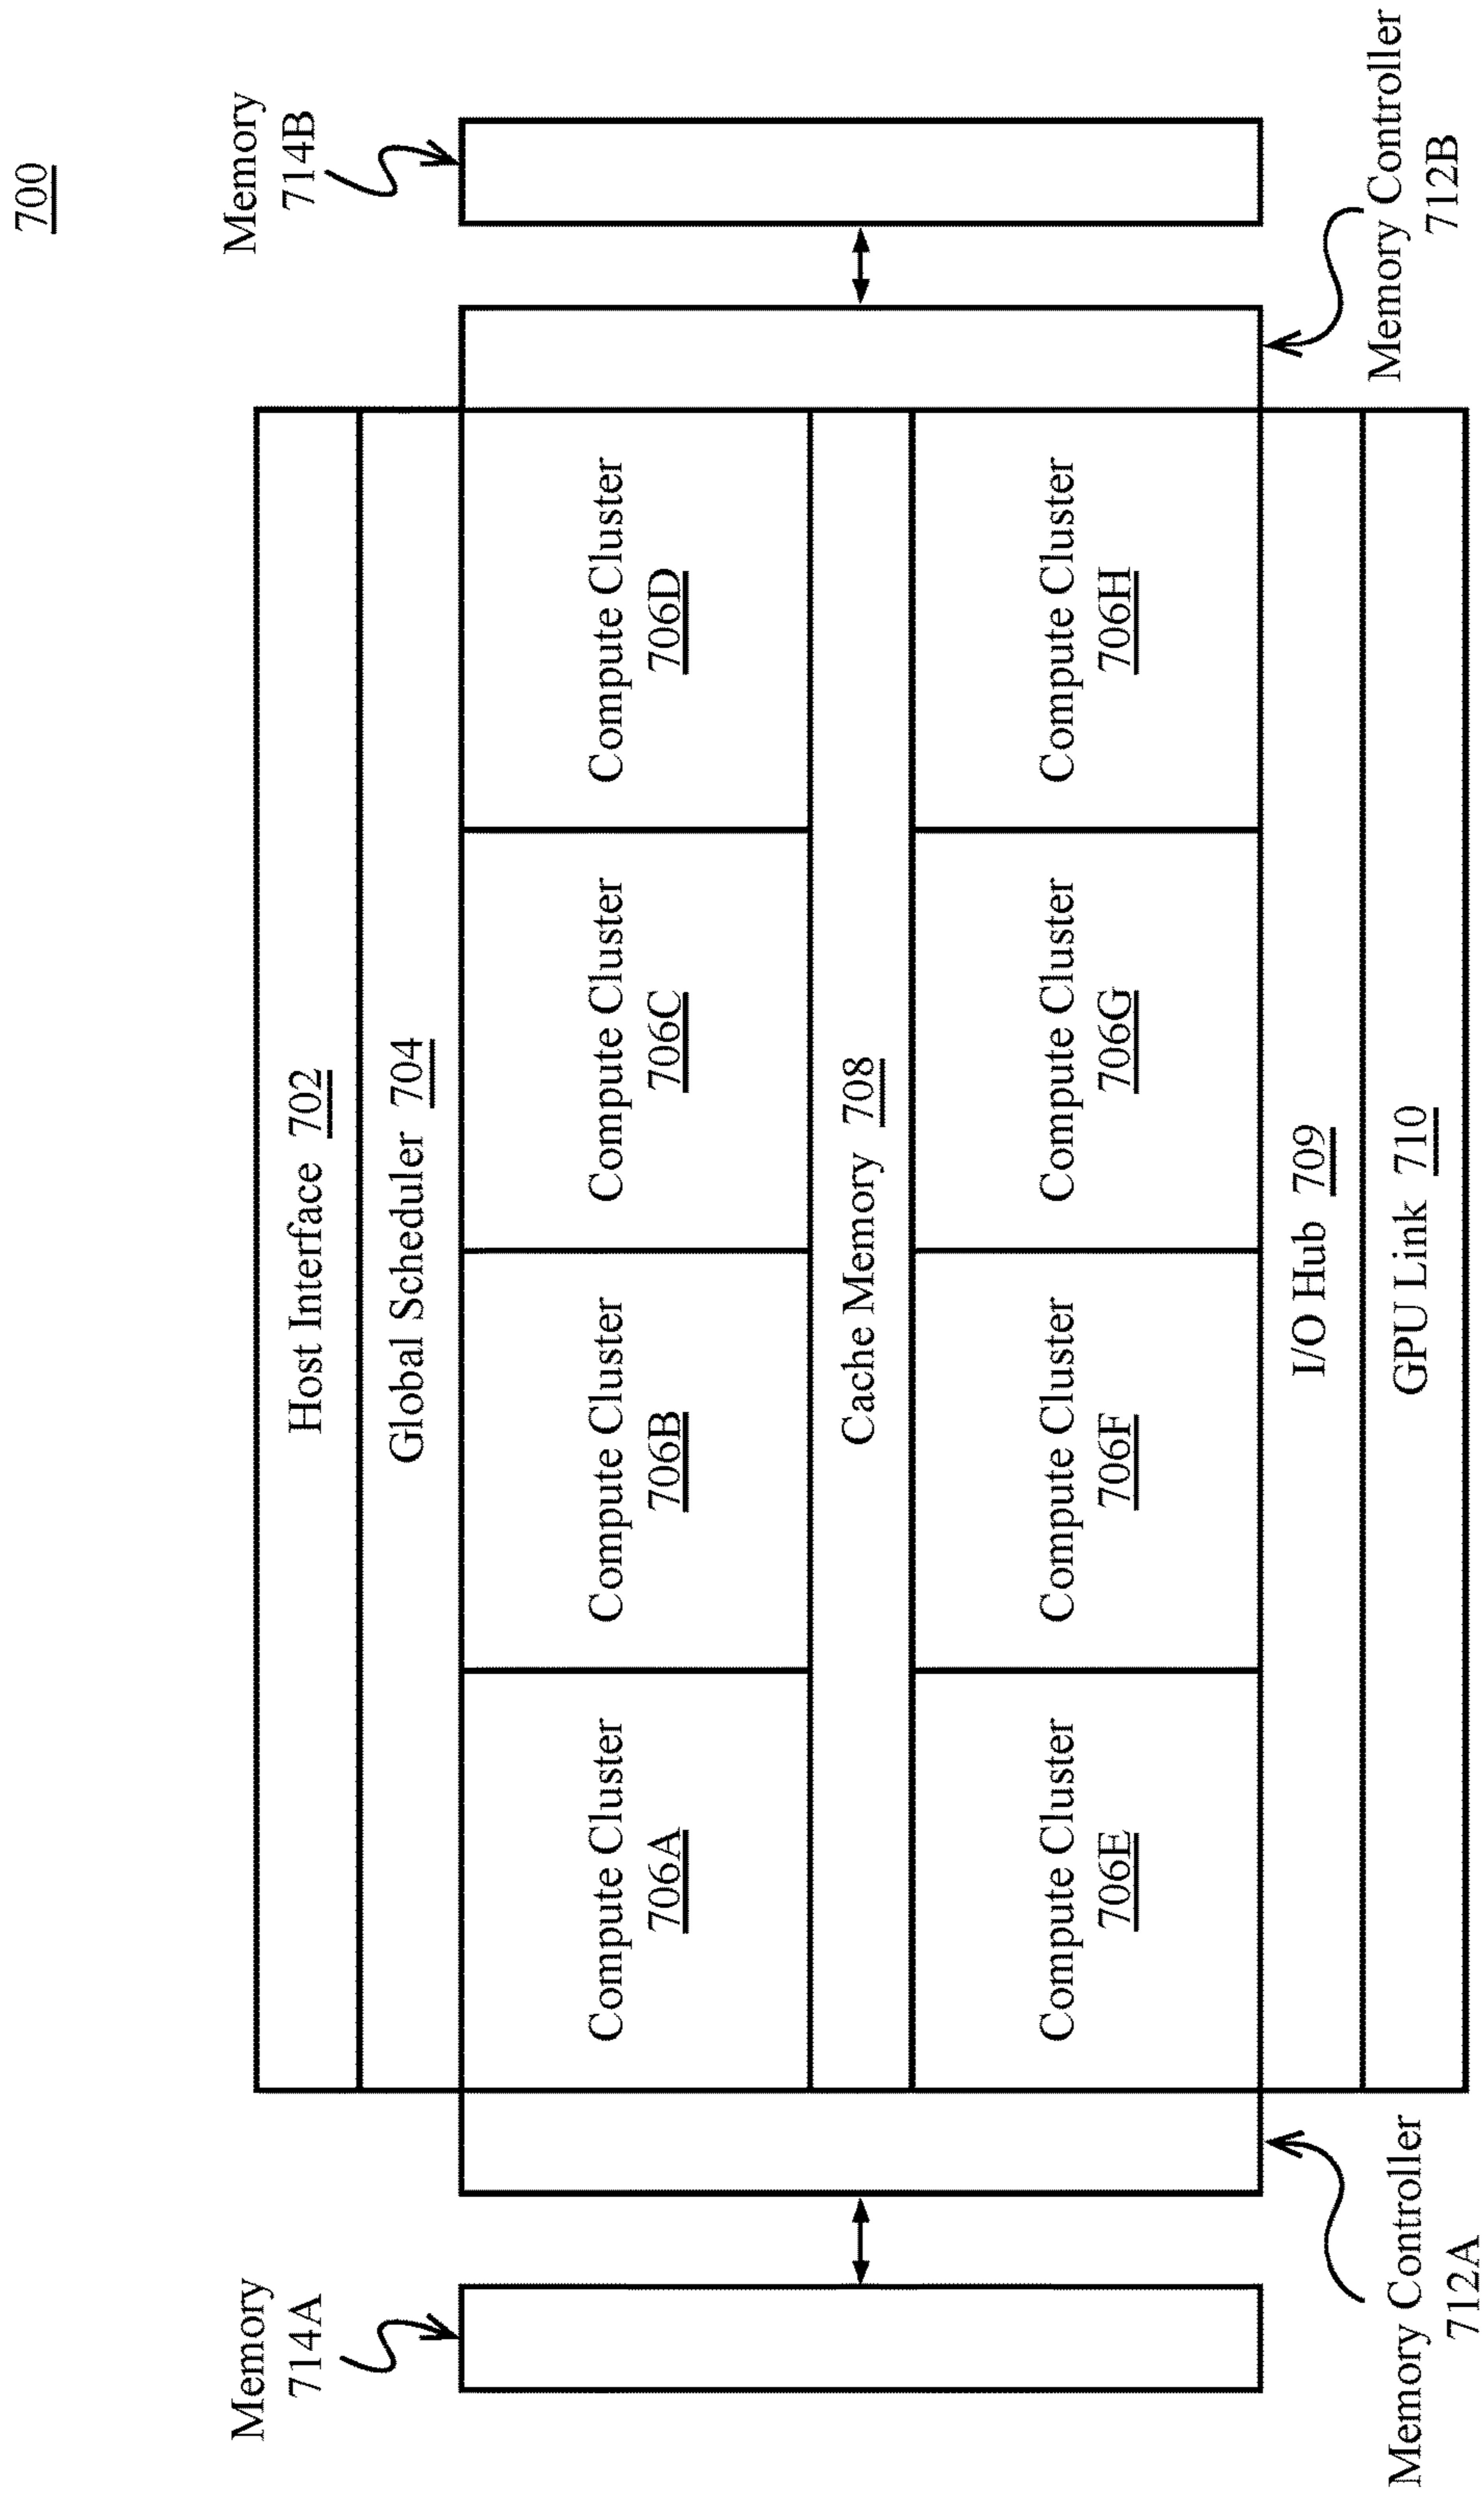 700
Memory
714B
Host Interface 702
Global Scheduler 704
Compute Cluster
706A
Compute Cluster
706B
Compute Cluster
706C
Compute Cluster
706D
Cache Memory 708
Compute Cluster
706E
Compute Cluster
706F
Compute Cluster
706G
Compute Cluster
706H
I/O Hub 709
GPU Link 710
Memory
714A
Memory Controller
712A
Memory Controller
712B